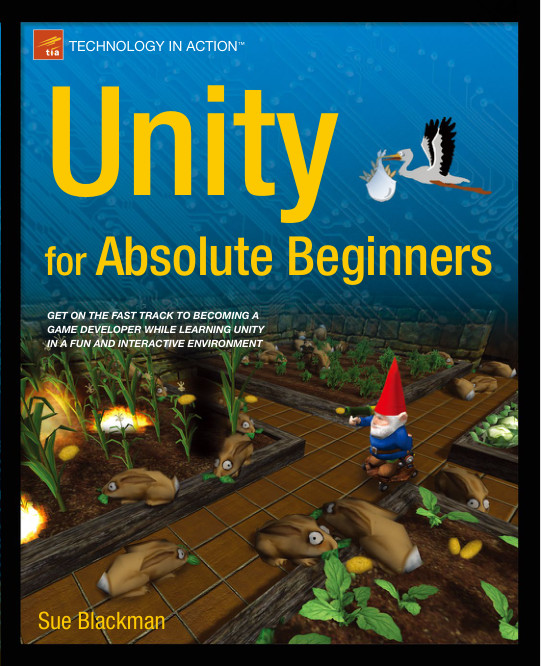 tia
TECHNOLOGY IN ACTION™
Unity
for Absolute Beginners
GET ON THE FAST TRACK TO BECOMING A
GAME DEVELOPER WHILE LEARNING UNITY
IN A FUN AND INTERACTIVE ENVIRONMENT
Sue Blackman